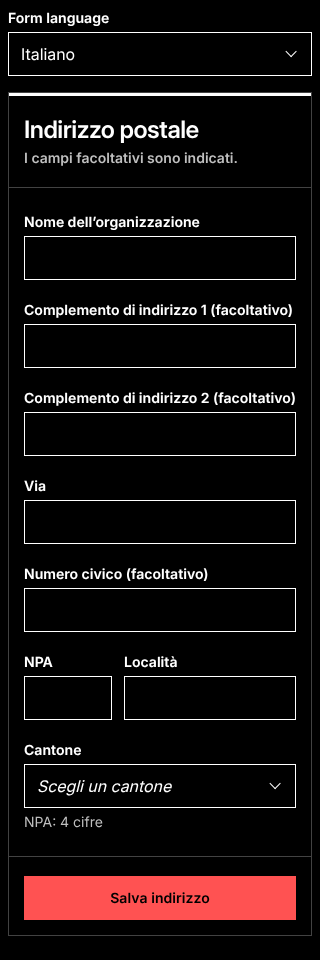 Form language
Italiano
Indirizzo postale
I campi facoltativi sono indicati.
Nome dell’organizzazione
Complemento di indirizzo 1 (facoltativo)
Complemento di indirizzo 2 (facoltativo)
Via
Numero civico (facoltativo)
NPA Località
Cantone
Scegli un cantone
NPA: 4 cifre
Salva indirizzo